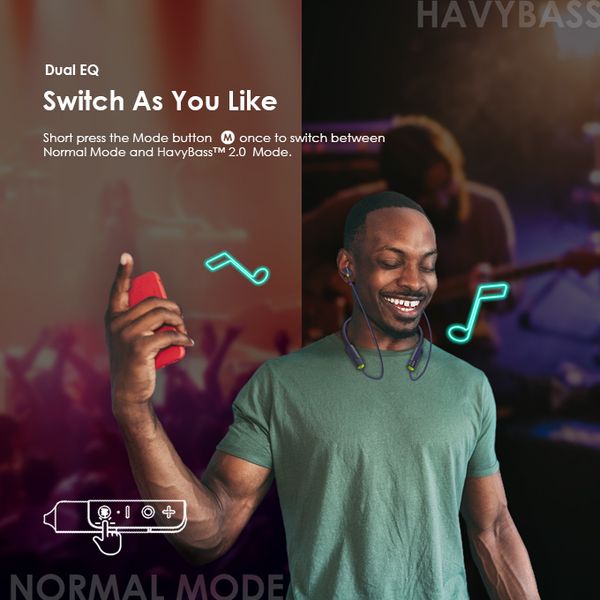 HAVYBASS
Dual EQ
Switch As You Like
Short press the Mode button M once to switch between
Normal Mode and HavyBass™ 2.0 Mode.
NORMAL MODE